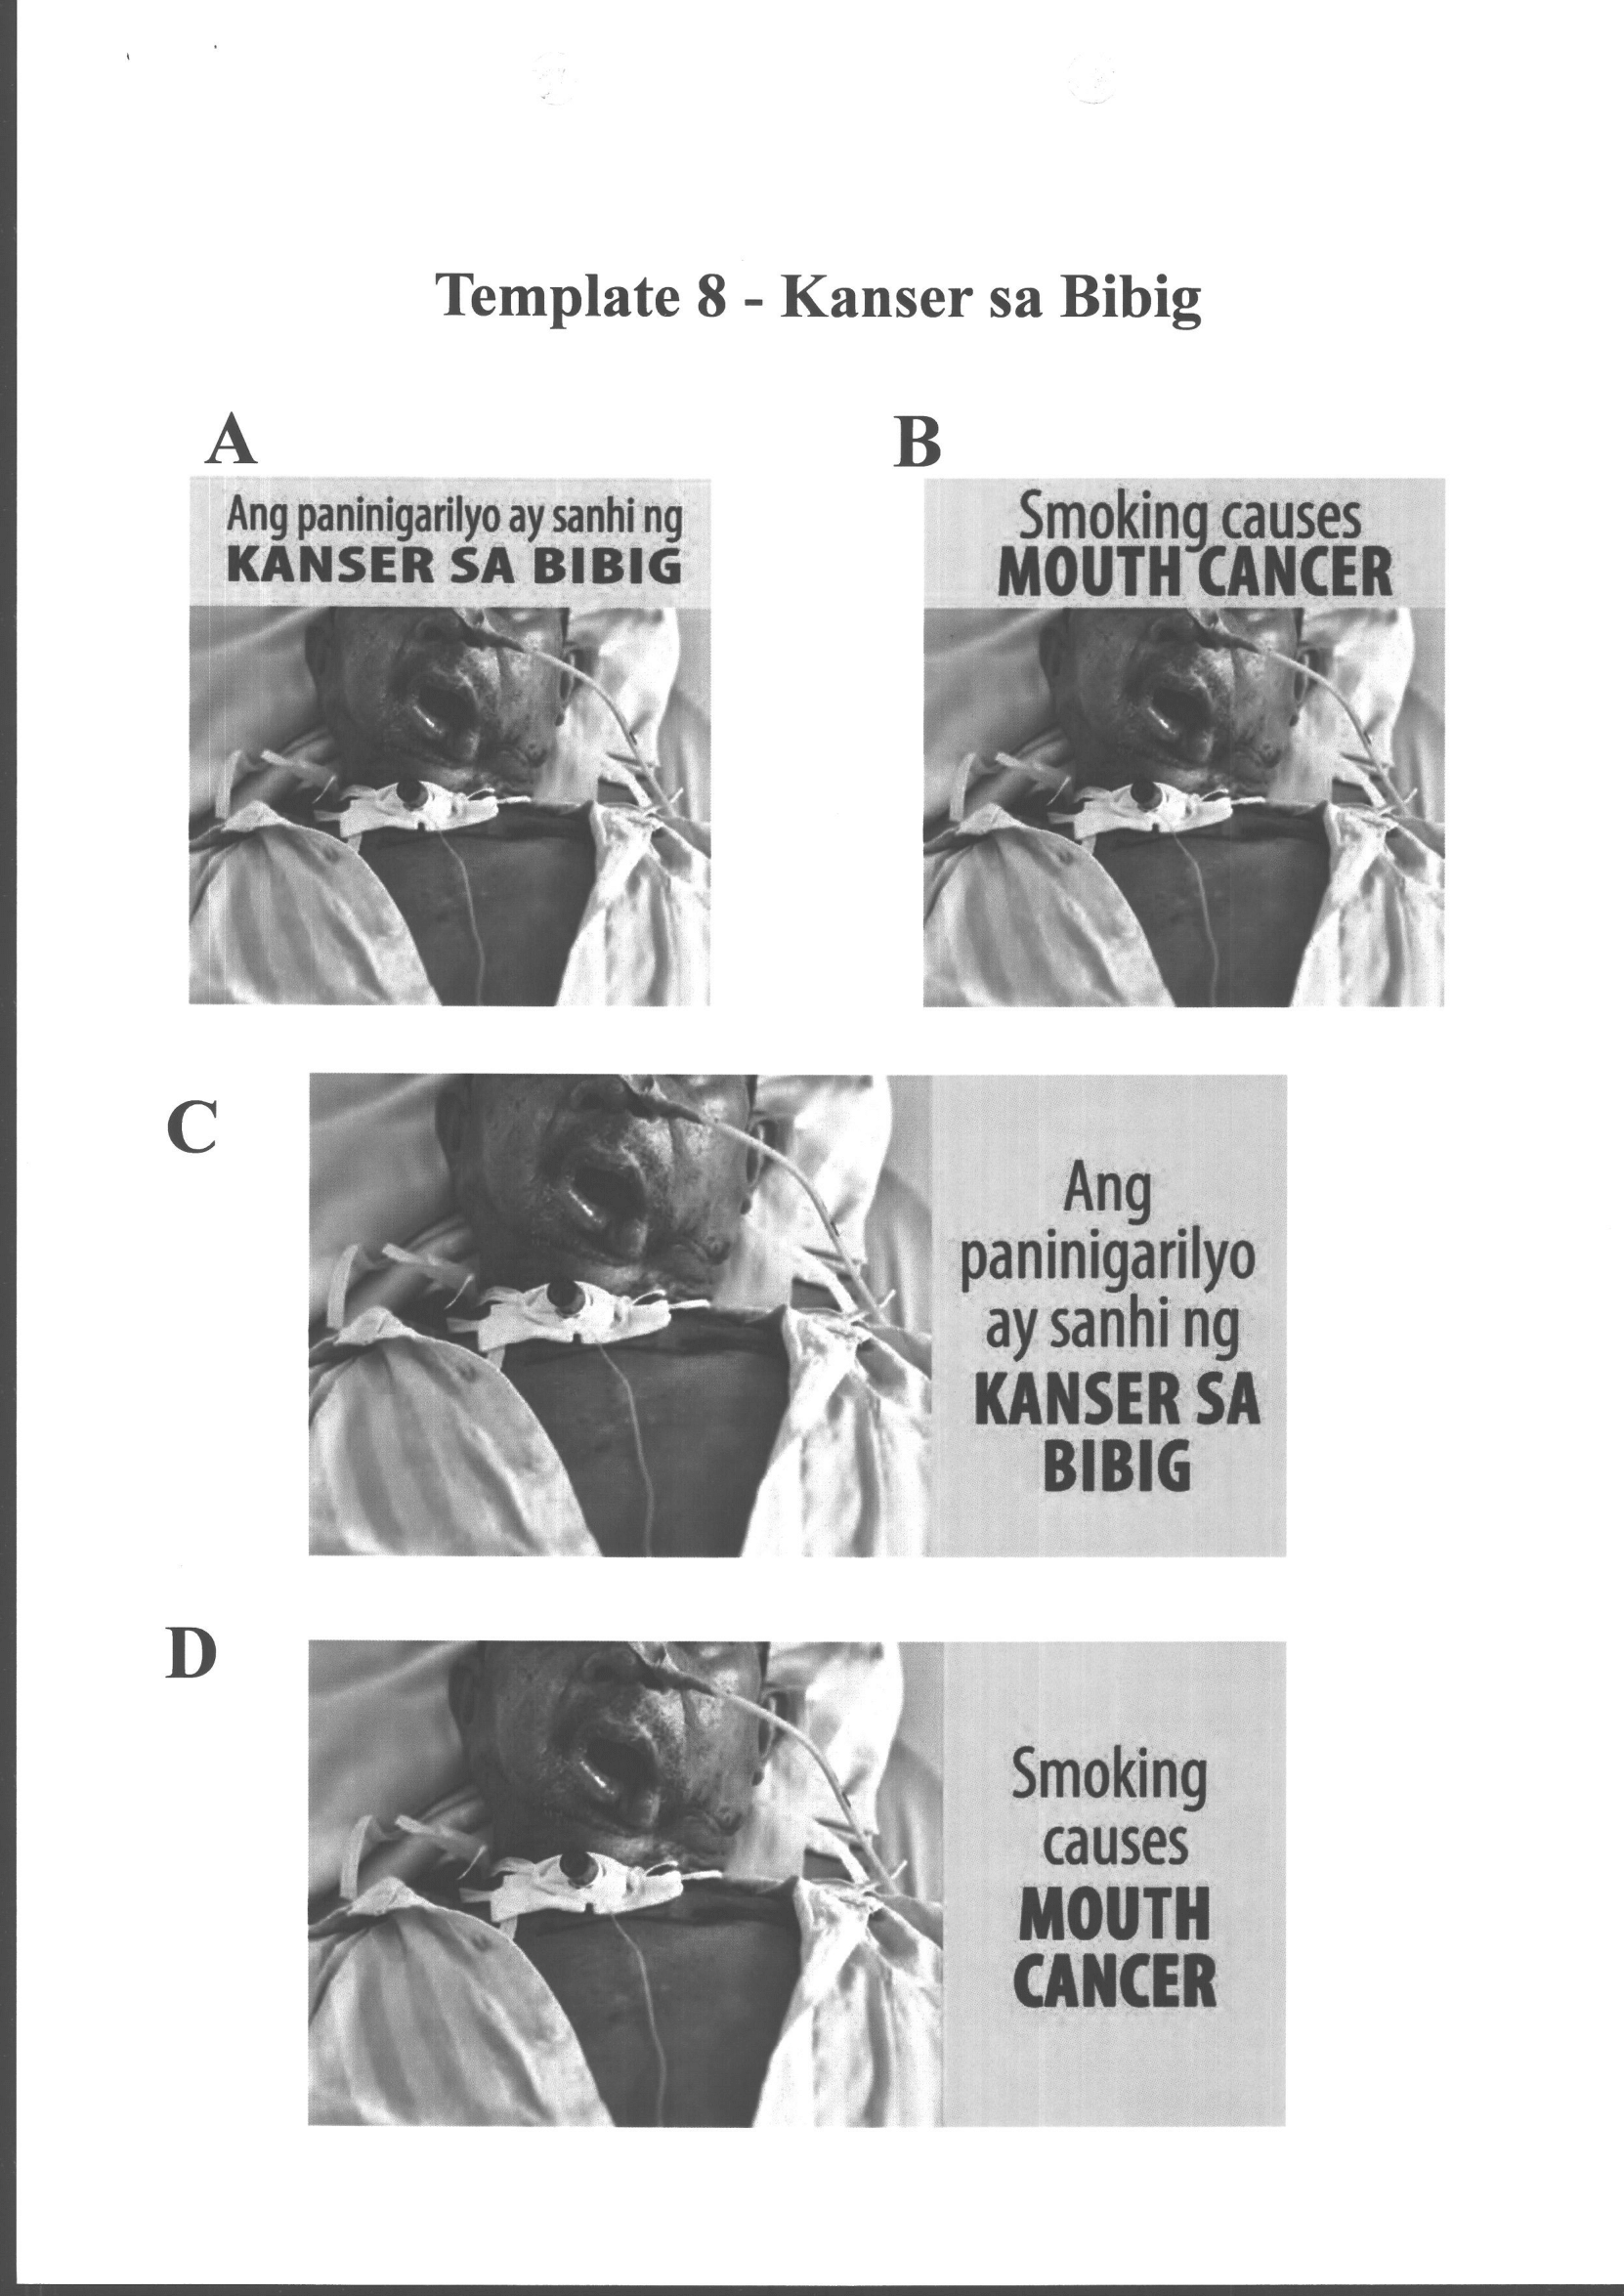 Template 8 - Kanser sa Bibig
A
Ang paninigarilyo ay sanhi ng
KANSER SA BIBIG
B
Smoking causes
MOUTH CANCER
C
Ang
paninigarilyo
ay sanhi ng
KANSER SA
BIBIG
D
Smoking
causes
MOUTH
CANCER